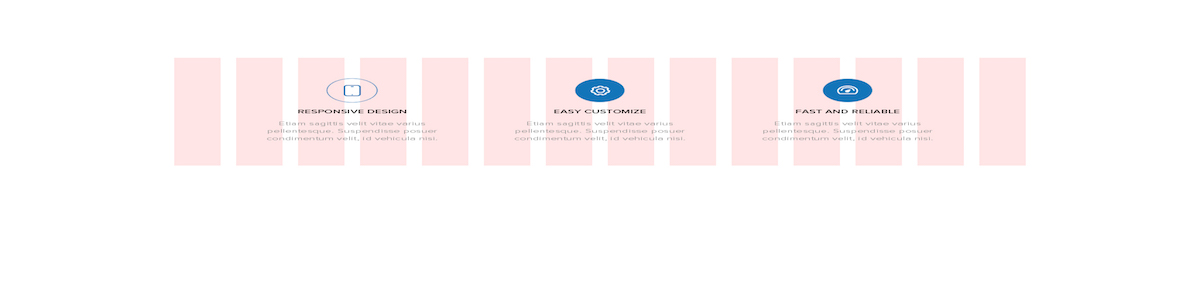 RESPONSIVE DESIGN
Etiam sagittis velit vitae varius
pellentesque. Suspendisse posuer
condimentum velit, id vehicula nisi.
EASY CUSTOMIZE
Etiam sagittis velit vitae varius
pellentesque. Suspendisse posuer
condimentum velit, id vehicula nisi.
FAST AND RELIABLE
Etiam sagittis velit vitae varius
pellentesque. Suspendisse posuer
condimentum velit, id vehicula nisi.